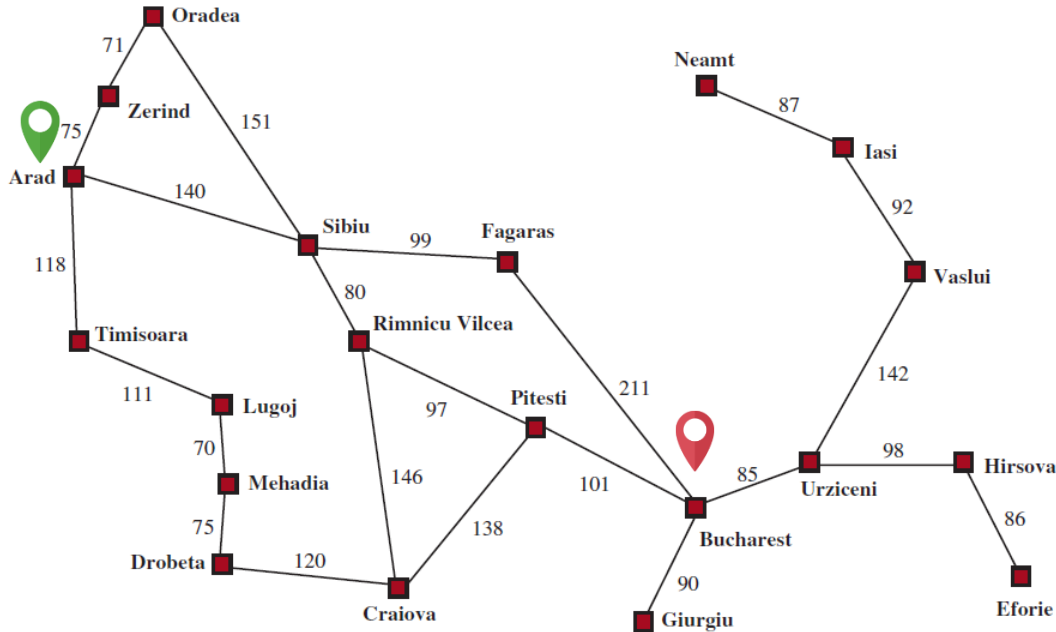 Oradea
71
Neamt
Zerind
87
75
151
Iasi
Arad
140
92
Sibiu
Fagaras
99
118
Vaslui
80
Timisoara
Rimnicu Vilcea
142
111
211
Lugoj
97
Pitesti
70
98
146
101
85
Hirsova
Mehadia
Urziceni
75
138
86
Drobeta
120
Bucharest
90
Craiova
Giurgiu
Eforie